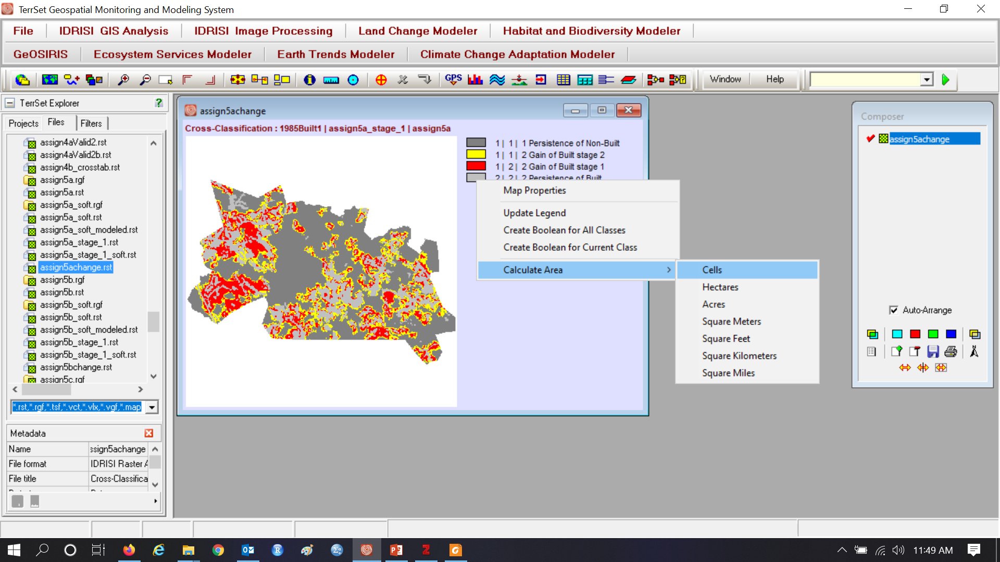 TerrSet Geospatial Monitoring and Modeling System
File IDRISI GIS Analysis IDRISI Image Processing Land Change Modeler Habitat and Biodiversity Modeler
GeOSIRIS Ecosystem Services Modeler Earth Trends Modeler Climate Change Adaptation Modeler
GPS Window Help
TerrSet Explorer ?
Projects Files Filters
assign4aValid2.rst
assign4aValid2b.rst
assign4b_crosstab.rst
assign5a.rgf
assign5a.rst
assign5a_soft.rgf
assign5a_soft.rst
assign5a_soft_modeled.rst
assign5a_stage_1.rst
assign5a_stage_1_soft.rst
assign5achange.rst
assign5b.rgf
assign5b.rst
assign5b_soft.rgf
assign5b_soft.rst
assign5b_soft_modeled.rst
assign5b_stage_1.rst
assign5b_stage_1_soft.rst
assign5bchange.rst
assign5c.rgf
*.rst,*.rgf,*.tsf,*.vct,*.vlx,*.vgf,*.map
Metadata
Name ssign5achange
File format IDRISI Raster A
File title Cross-Classifica
assign5achange
Cross-Classification : 1985Built1 | assign5a_stage_1 | assign5a
1 | 1 | 1 Persistence of Non-Built
1 | 1 | 2 Gain of Built stage 2
1 | 2 | 2 Gain of Built stage 1
2 | 2 | 2 Persistence of Built
Map Properties
Update Legend
Create Boolean for All Classes
Create Boolean for Current Class
Calculate Area
Cells
Hectares
Acres
Square Meters
Square Feet
Square Kilometers
Square Miles
Composer
assign5achange
Auto-Arrange
11:49 AM